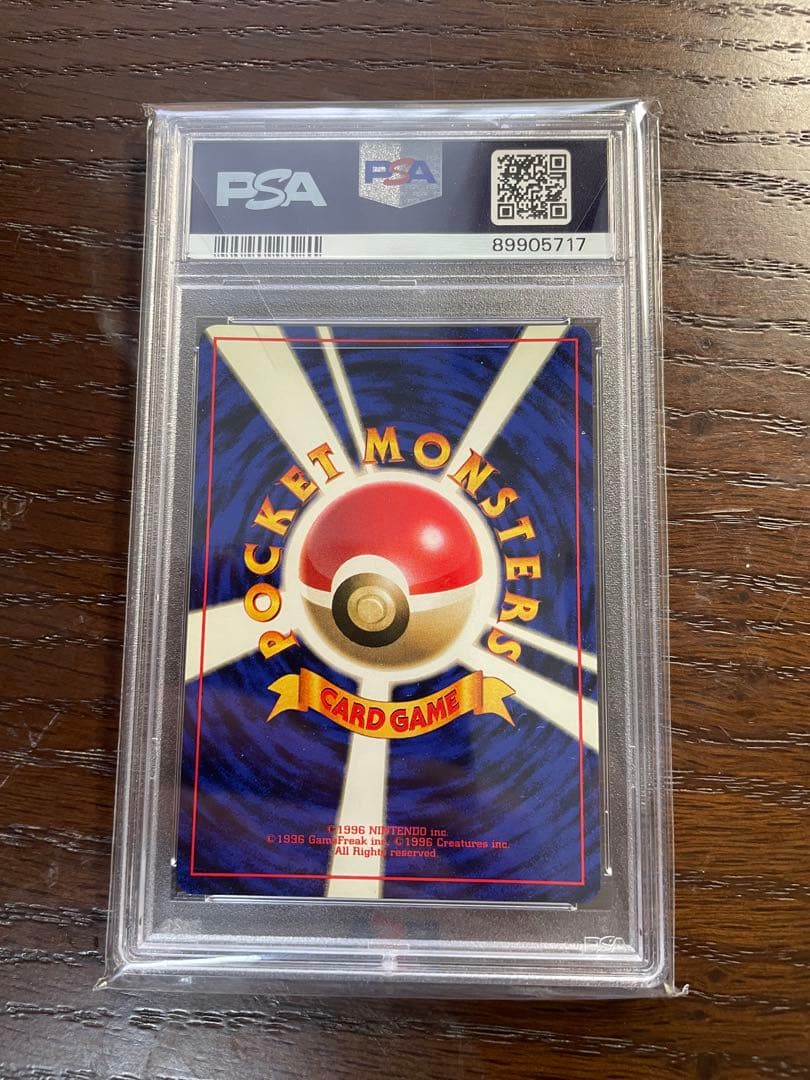 PSA
PSA
89905717
POCKET MONSTERS
CARD GAME
©1996 NINTENDO inc.
©1996 GameFreak inc. ©1996 Creatures inc.
All Rights reserved.
PSA